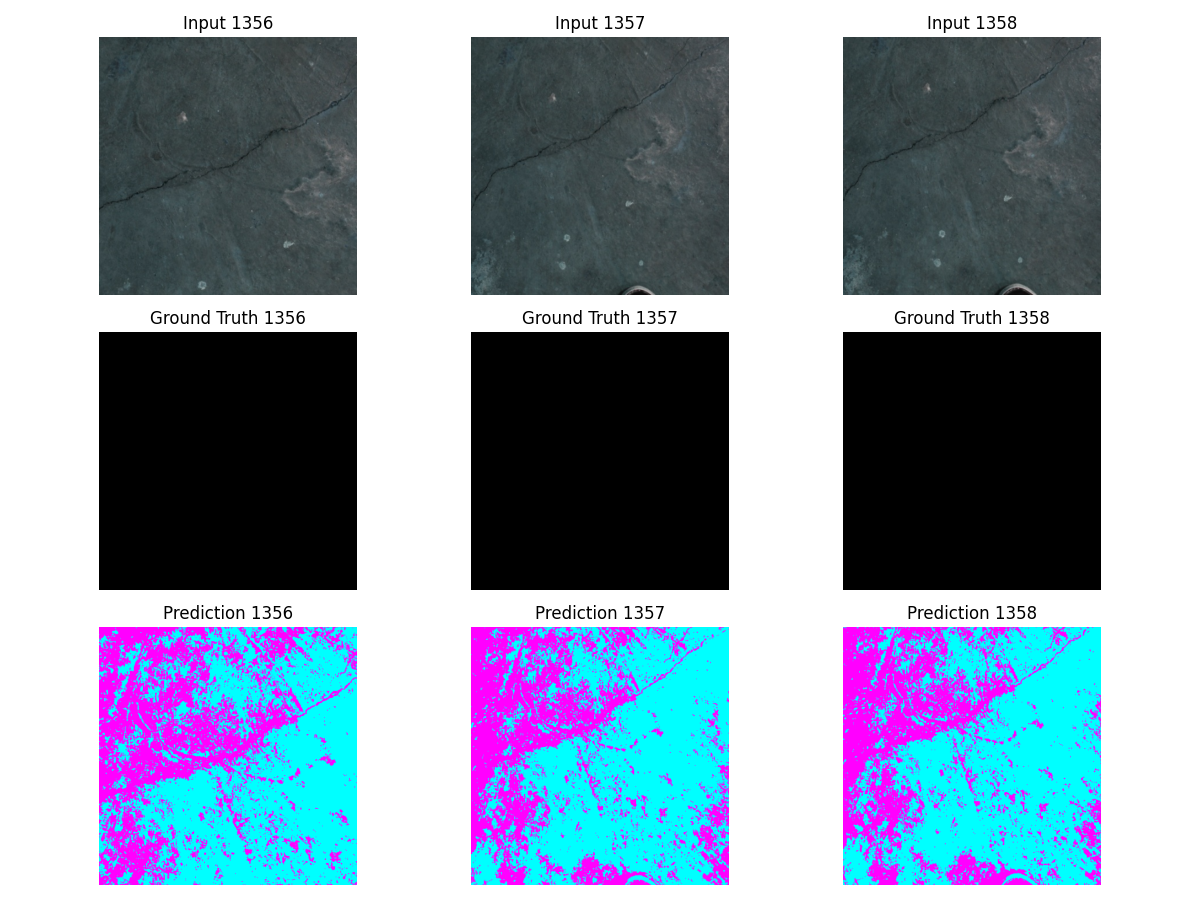 Input 1356
Input 1357
Input 1358
Ground Truth 1356
Ground Truth 1357
Ground Truth 1358
Prediction 1356
Prediction 1357
Prediction 1358